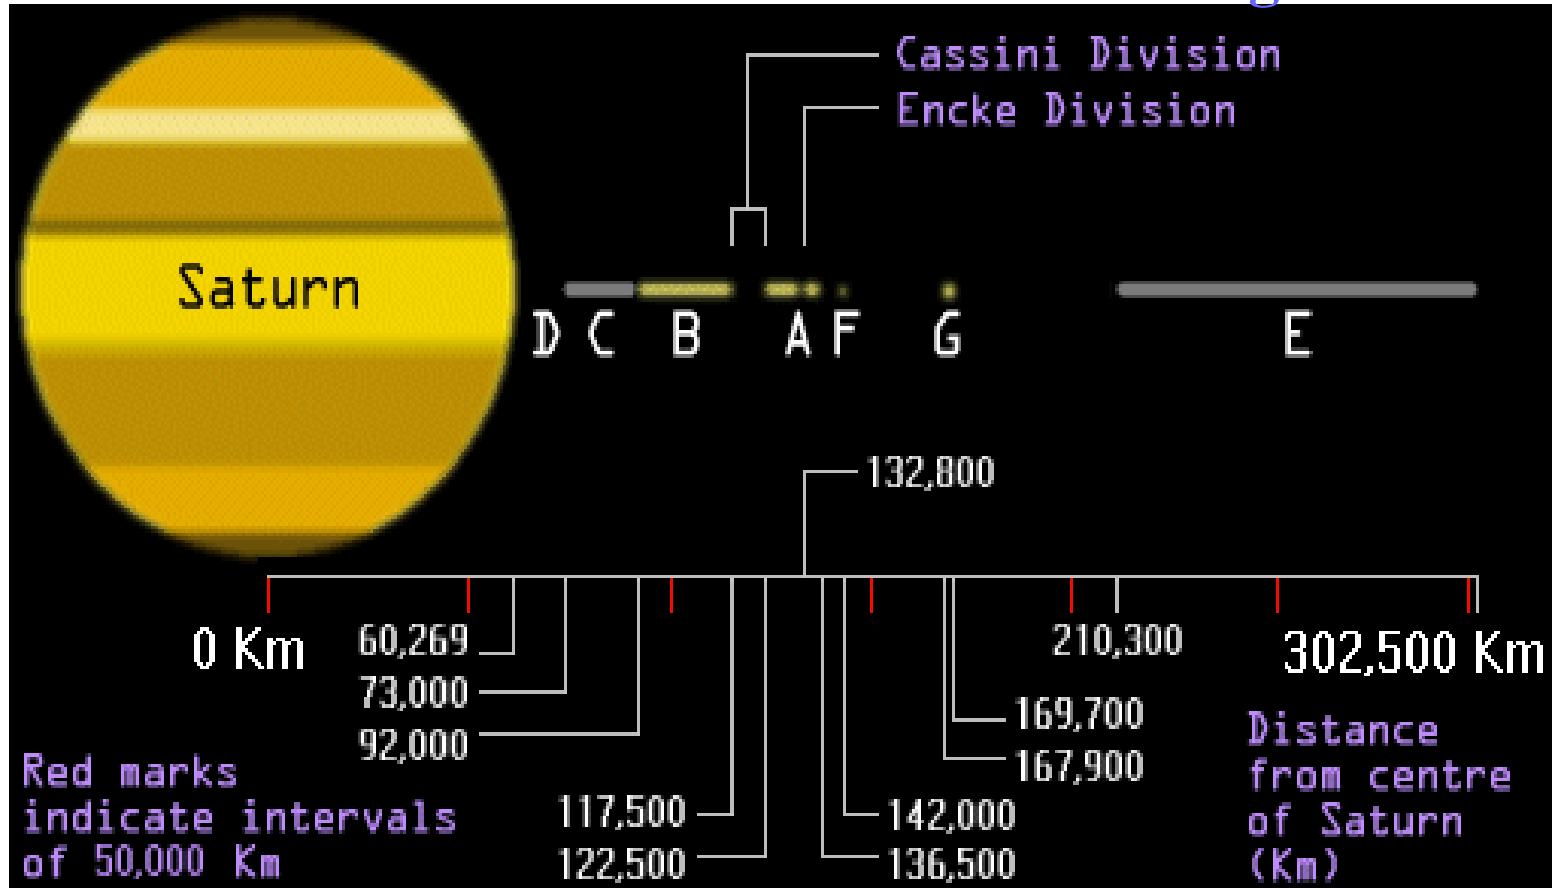 Cassini Division
Encke Division
Saturn
D C B A F G E
132,800
0 Km
60,269
210,300
302,500 Km
73,000
92,000
169,700
167,900
117,500
142,000
122,500
136,500
Red marks
indicate intervals
of 50,000 Km
Distance
from centre
of Saturn
(Km)